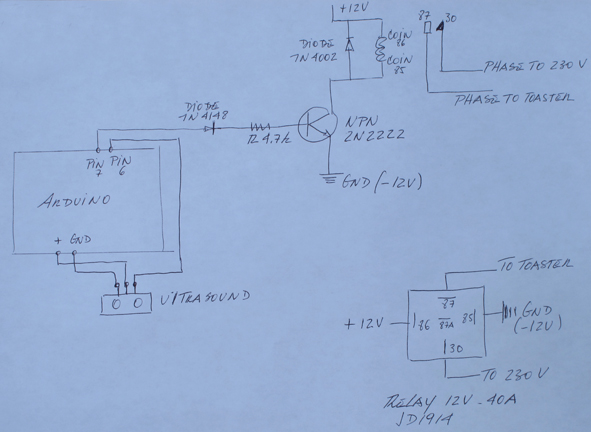 +12V
DIODE
1N4002
COIN
86
COIN
85
87
30
PHASE TO 230 V
PHASE TO TOASTER
DIODE
1N4148
R 4.7k
NPN
2N2222
GND (-12V)
PIN
7
PIN
6
ARDUINO
+ GND
ULTRASOUND
TO TOASTER
87
+12V
86
87A
85
GND
(-12V)
30
TO 230 V
RELAY 12V - 40A
JD1914